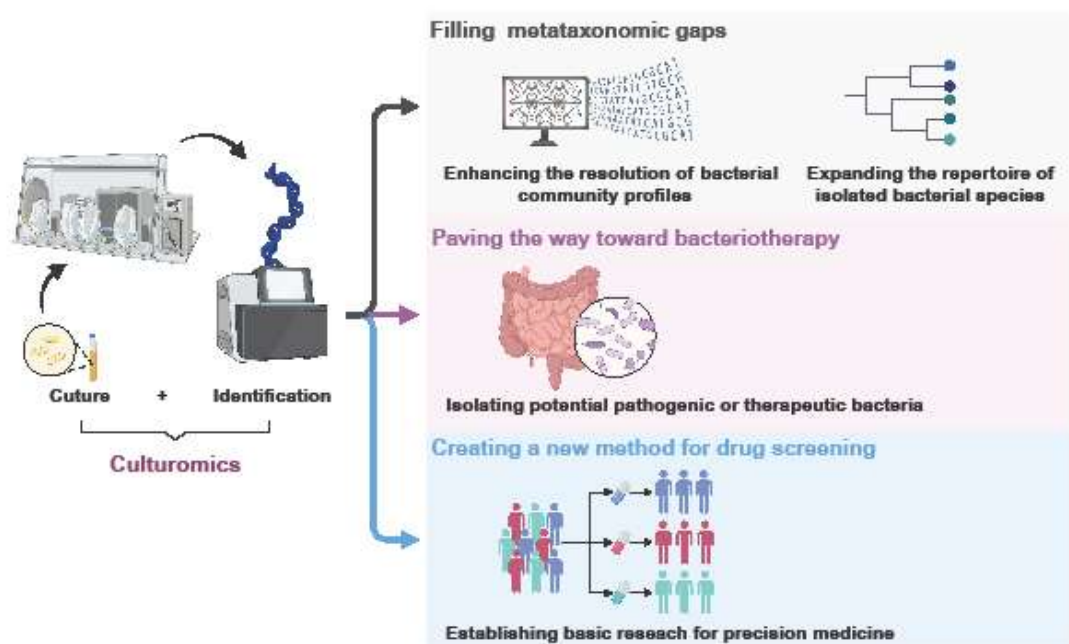 Filling metataxonomic gaps
Enhancing the resolution of bacterial
community profiles
Expanding the repertoire of
isolated bacterial species
Paving the way toward bacteriotherapy
Isolating potential pathogenic or therapeutic bacteria
Cuture + Identification
Culturomics
Creating a new method for drug screening
Establishing basic reseach for precision medicine